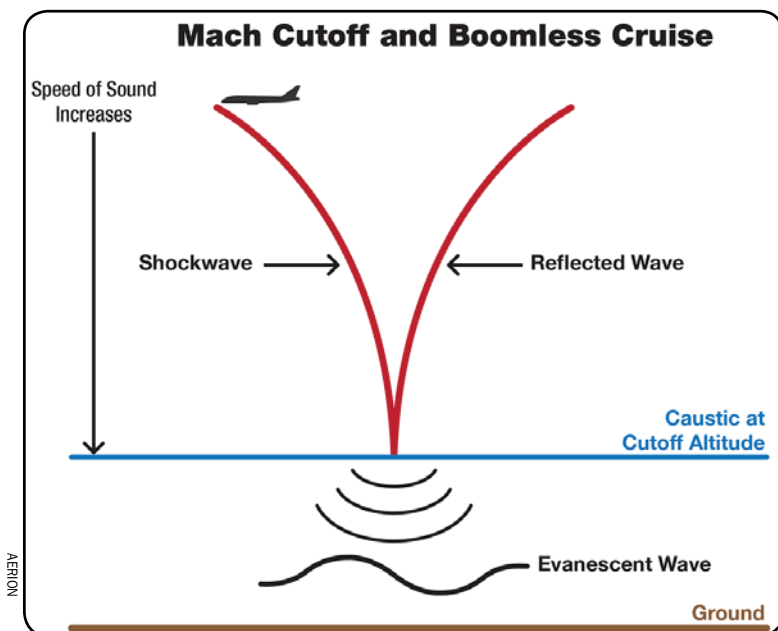 Mach Cutoff and Boomless Cruise
Speed of Sound
Increases
Shockwave
Reflected Wave
Caustic at
Cutoff Altitude
Evanescent Wave
Ground
AERION